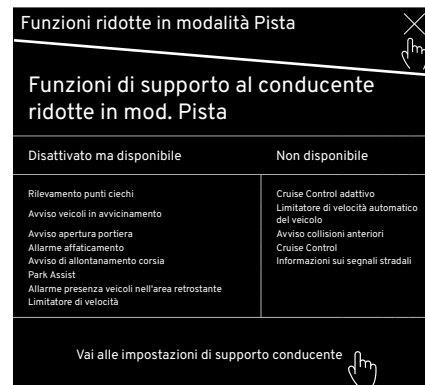 Funzioni ridotte in modalità Pista
Funzioni di supporto al conducente
ridotte in mod. Pista
Disattivato ma disponibile
Non disponibile
Rilevamento punti ciechi
Avviso veicoli in avvicinamento
Avviso apertura portiera
Allarme affaticamento
Avviso di allontanamento corsia
Park Assist
Allarme presenza veicoli nell'area retrostante
Limitatore di velocità
Cruise Control adattivo
Limitatore di velocità automatico
del veicolo
Avviso collisioni anteriori
Cruise Control
Informazioni sui segnali stradali
Vai alle impostazioni di supporto conducente